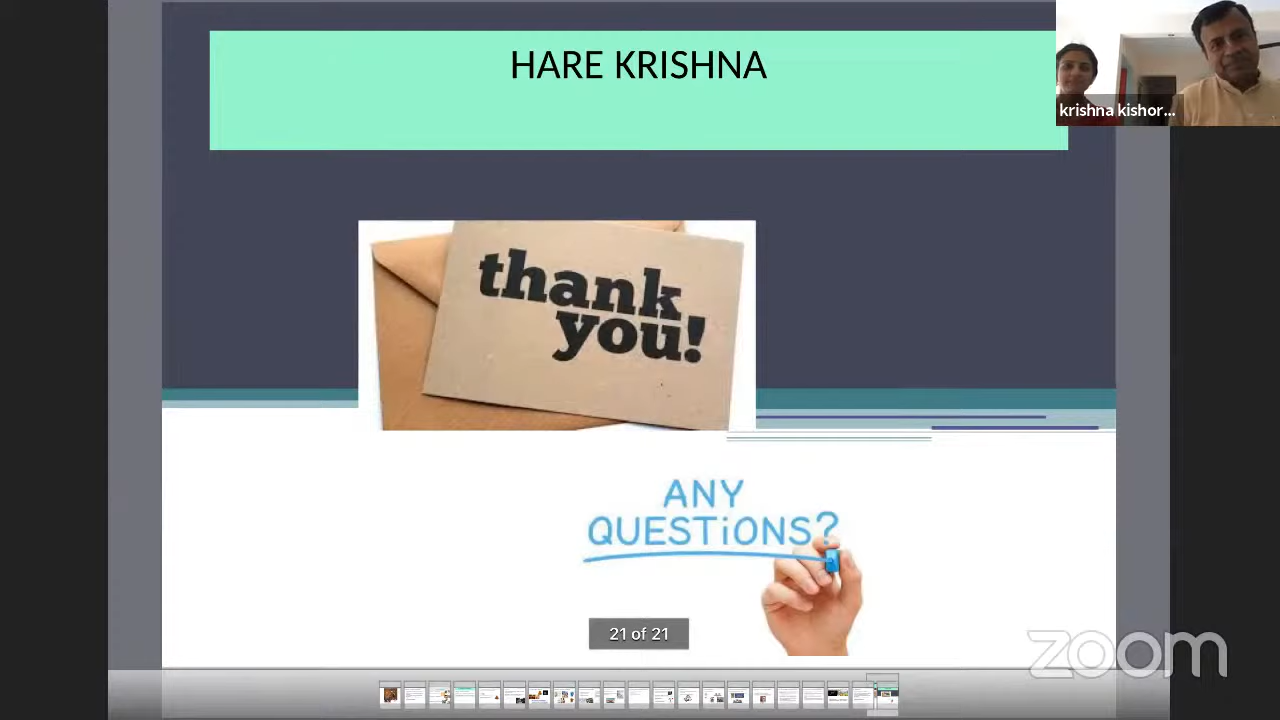 HARE KRISHNA
krishna kishor...
thank
you!
ANY
QUESTiONS?
21 of 21
zoom